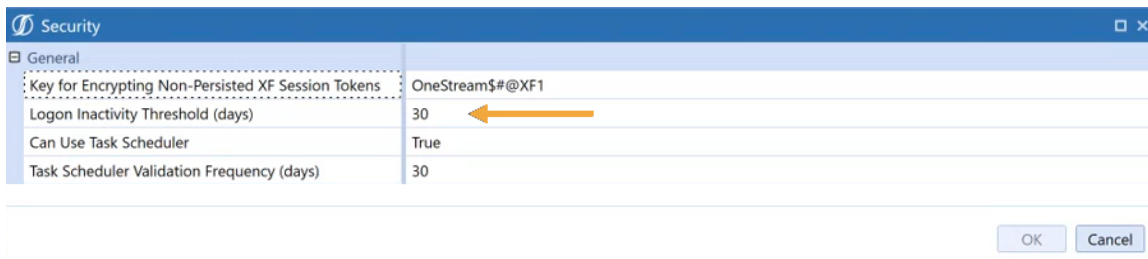 Security
General
Key for Encrypting Non-Persisted XF Session Tokens OneStream$#@XF1
Logon Inactivity Threshold (days) 30
Can Use Task Scheduler True
Task Scheduler Validation Frequency (days) 30
OK Cancel